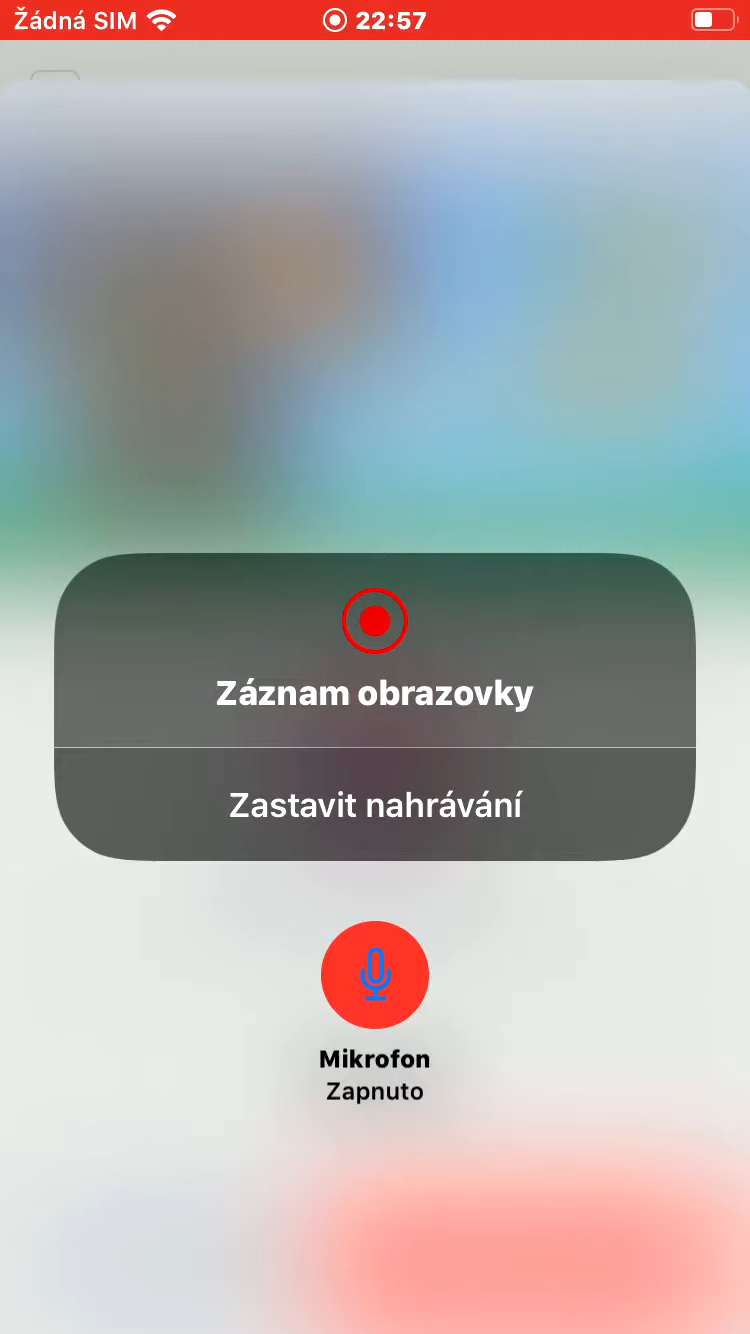 Žádná SIM 22:57
Záznam obrazovky
Zastavit nahrávání
Mikrofon
Zapnuto